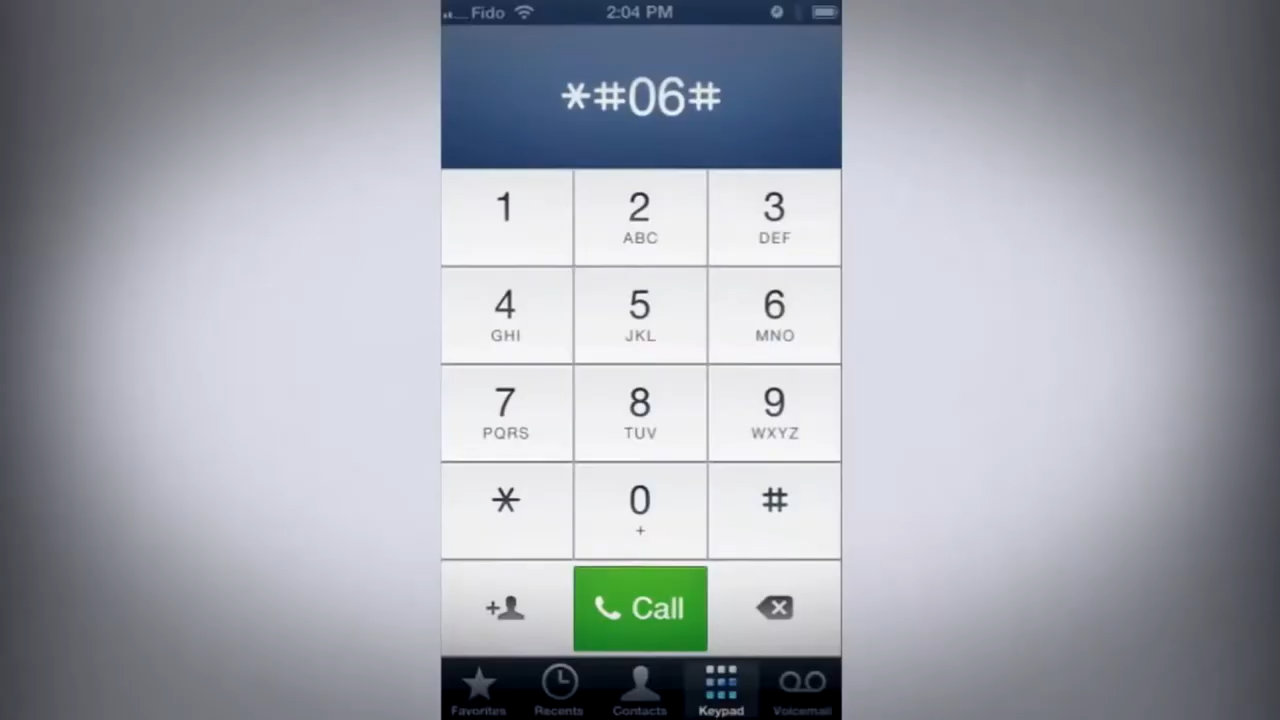 Fido 2:04 PM
*#06#
1 2 3
ABC DEF
4 5 6
GHI JKL MNO
7 8 9
PQRS TUV WXYZ
* 0 #
+
+ Call
Favorites Recents Contacts Keypad Voicemail